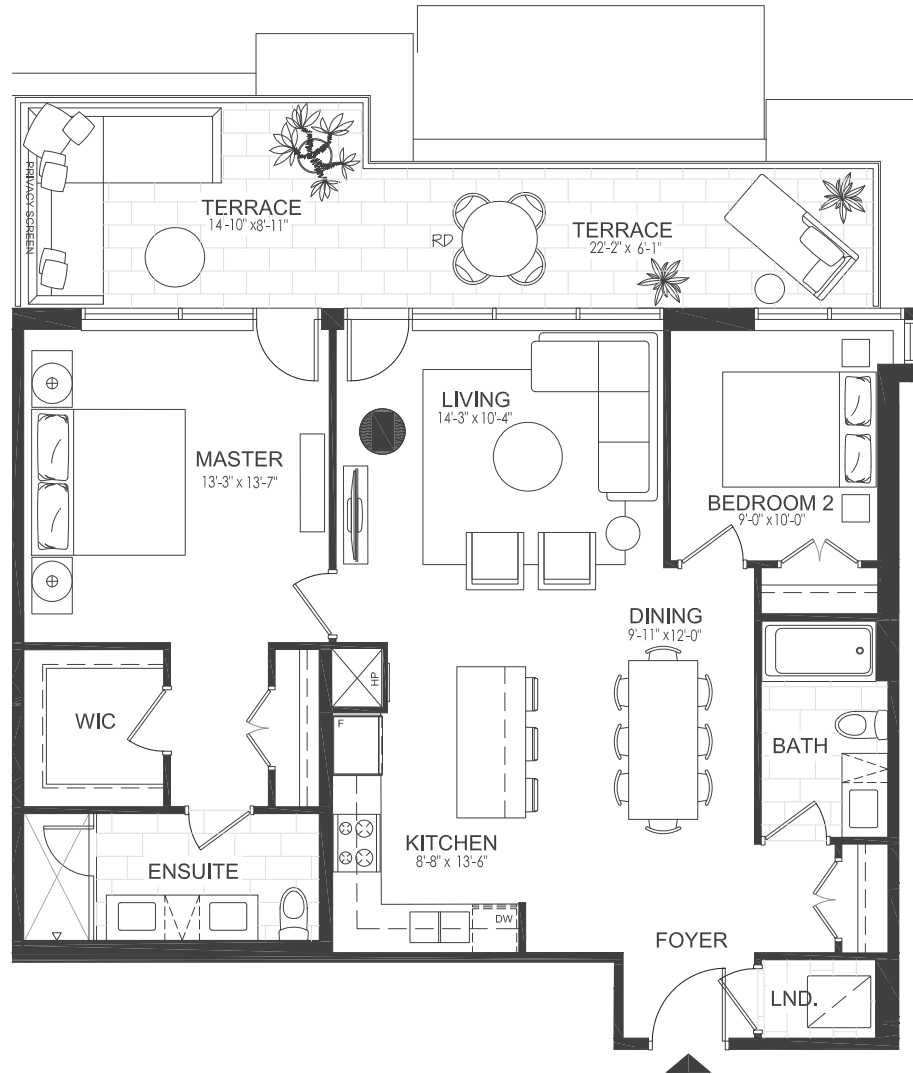 TERRACE
14'-10" x8'-11"
PRIVACY SCREEN
RD
TERRACE
22'-2" x 6'-1"
LIVING
14'-3" x 10'-4"
MASTER
13'-3" x 13'-7"
BEDROOM 2
9'-0" x10'-0"
DINING
9'-11" x12'-0"
HP
WIC
F
BATH
KITCHEN
8'-8" x 13'-6"
ENSUITE
DW
FOYER
LND.